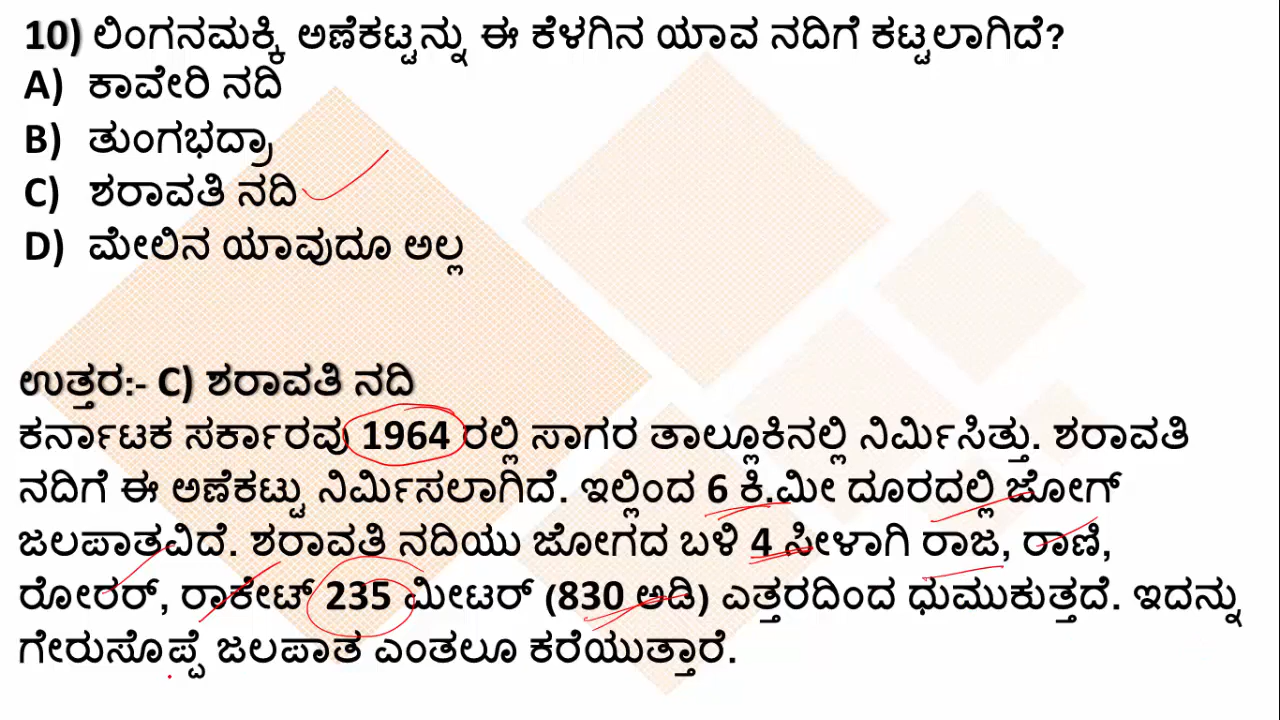 10) ಲಿಂಗನಮಕ್ಕಿ ಅಣೆಕಟ್ಟನ್ನು ಈ ಕೆಳಗಿನ ಯಾವ ನದಿಗೆ ಕಟ್ಟಲಾಗಿದೆ?
A) ಕಾವೇರಿ ನದಿ
B) ತುಂಗಭದ್ರಾ
C) ಶರಾವತಿ ನದಿ
D) ಮೇಲಿನ ಯಾವುದೂ ಅಲ್ಲ
ಉತ್ತರ:- C) ಶರಾವತಿ ನದಿ
ಕರ್ನಾಟಕ ಸರ್ಕಾರವು 1964 ರಲ್ಲಿ ಸಾಗರ ತಾಲ್ಲೂಕಿನಲ್ಲಿ ನಿರ್ಮಿಸಿತ್ತು. ಶರಾವತಿ
ನದಿಗೆ ಈ ಅಣೆಕಟ್ಟು ನಿರ್ಮಿಸಲಾಗಿದೆ. ಇಲ್ಲಿಂದ 6 ಕಿ.ಮೀ ದೂರದಲ್ಲಿ ಜೋಗ್
ಜಲಪಾತವಿದೆ. ಶರಾವತಿ ನದಿಯು ಜೋಗದ ಬಳಿ 4 ಸೀಳಾಗಿ ರಾಜ, ರಾಣಿ,
ರೋರರ್, ರಾಕೇಟ್ 235 ಮೀಟರ್ (830 ಅಡಿ) ಎತ್ತರದಿಂದ ಧುಮುಕುತ್ತದೆ. ಇದನ್ನು
ಗೇರುಸೊಪ್ಪೆ ಜಲಪಾತ ಎಂತಲೂ ಕರೆಯುತ್ತಾರೆ.